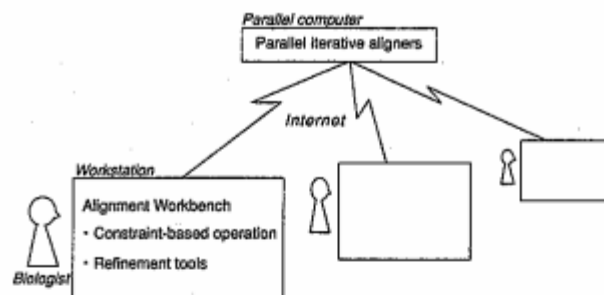 Parallel computer
Parallel iterative aligners
Internet
Workstation
Alignment Workbench
• Constraint-based operation
• Refinement tools
Biologist